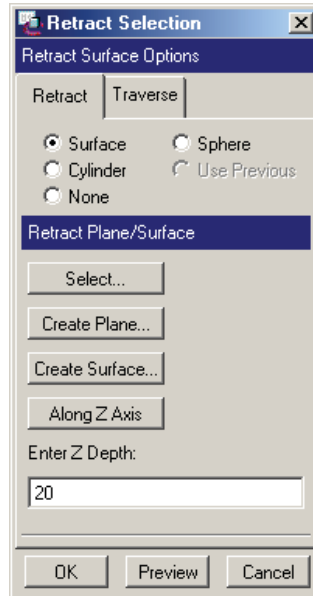 Retract Selection
Retract Surface Options
Retract Traverse
Surface Sphere
Cylinder Use Previous
None
Retract Plane/Surface
Select...
Create Plane...
Create Surface...
Along Z Axis
Enter Z Depth:
20
OK Preview Cancel